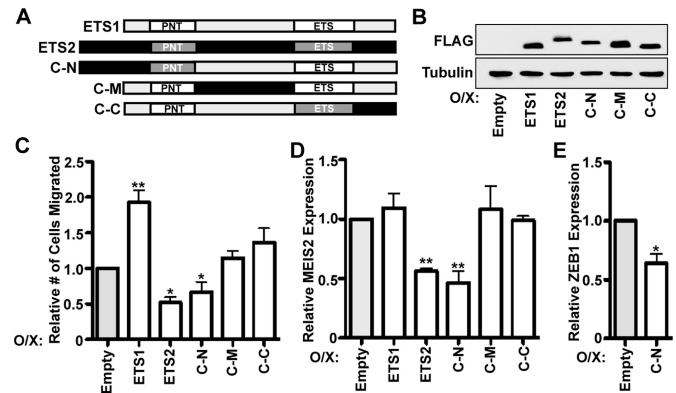 A
ETS1 PNT ETS
ETS2 PNT ETS
C-N PNT ETS
C-M PNT ETS
C-C PNT ETS
B
FLAG
Tubulin
O/X: Empty ETS1 ETS2 C-N C-M C-C
C
Relative # of Cells Migrated
2.5
2.0
1.5
1.0
0.5
0
**
*
*
O/X: Empty ETS1 ETS2 C-N C-M C-C
D
Relative MEIS2 Expression
1.5
1.0
0.5
0
**
**
O/X: Empty ETS1 ETS2 C-N C-M C-C
E
Relative ZEB1 Expression
1.5
1.0
0.5
0
*
O/X: Empty C-N